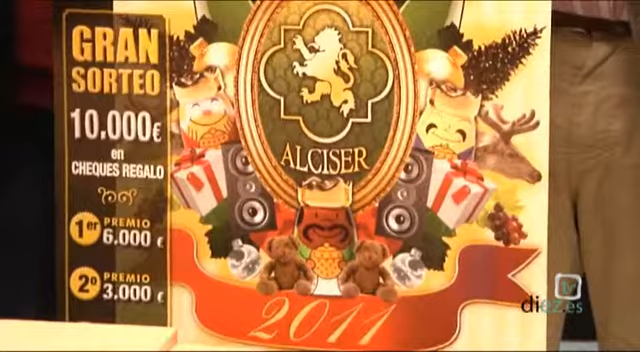 GRAN
SORTEO
10.000€
en
CHEQUES REGALO
1er PREMIO
6.000 €
2º PREMIO
3.000 €
ALCISER
2011
tv
diez.es